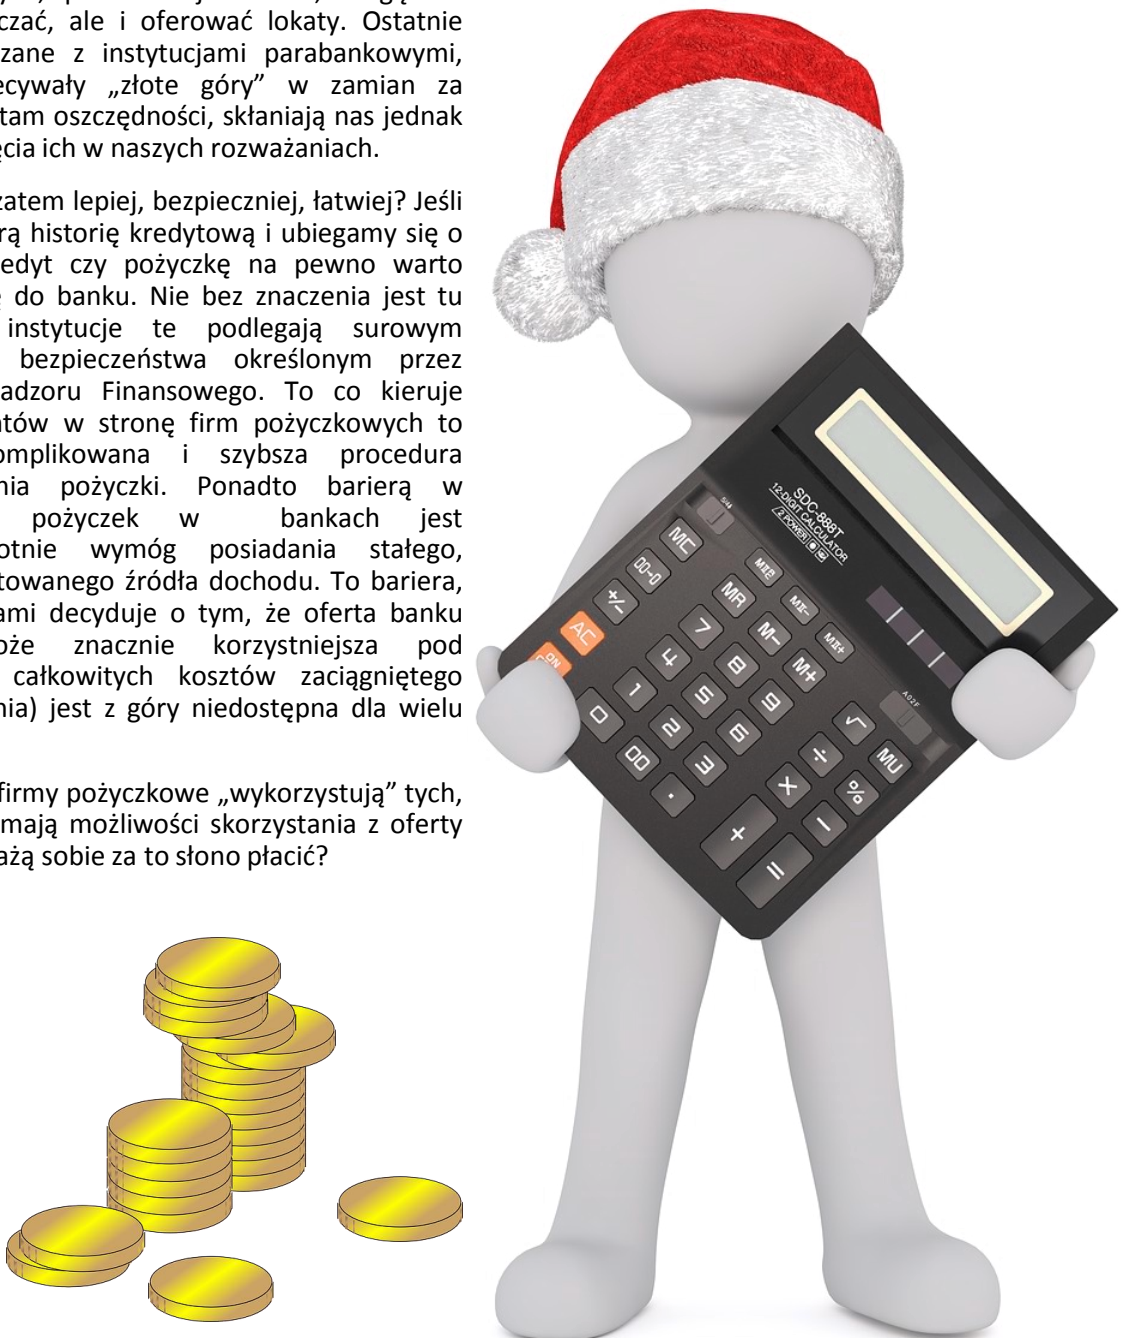 czać, ale i oferować lokaty. Ostatnie
zane z instytucjami parabankowymi,
ecywały „złote góry” w zamian za
tam oszczędności, skłaniają nas jednak
ęcia ich w naszych rozważaniach.
zatem lepiej, bezpieczniej, łatwiej? Jeśli
rą historię kredytową i ubiegamy się o
edyt czy pożyczkę na pewno warto
ę do banku. Nie bez znaczenia jest tu
instytucje te podlegają surowym
bezpieczeństwa określonym przez
adzoru Finansowego. To co kieruje
ntów w stronę firm pożyczkowych to
omplikowana i szybsza procedura
nia pożyczki. Ponadto barierą w
pożyczek w bankach jest
otnie wymóg posiadania stałego,
towanego źródła dochodu. To bariera,
ami decyduje o tym, że oferta banku
oże znacznie korzystniejsza pod
całkowitych kosztów zaciągniętego
nia) jest z góry niedostępna dla wielu
firmy pożyczkowe „wykorzystują” tych,
mają możliwości skorzystania z oferty
ażą sobie za to słono płacić?
SDC-888T
12-DIGIT CALCULATOR
2 POWER
MC
00→0
+/-
AC
ON
MII-
MII+
MR
M-
M+
7
8
9
4
5
6
1
2
3
0
00
.
√
MU
÷
%
×
−
+
=
A02F